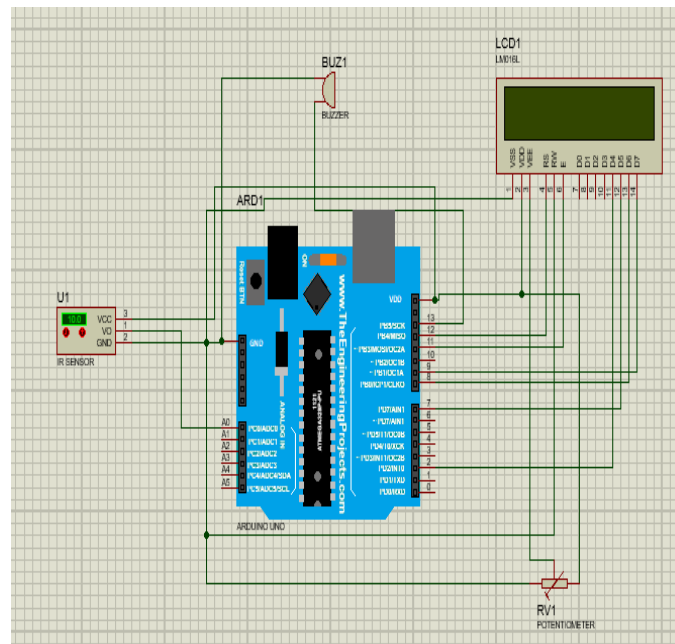 LCD1
LM016L
BUZ1
BUZZER
VSS
VDD
VEE
RS
RW
E
D0
D1
D2
D3
D4
D5
D6
D7
1
2
3
4
5
6
7
8
9
10
11
12
13
14
ARD1
Reset BTN
ON
www.TheEngineeringProjects.com
ANALOG IN
U1
10.0
VCC 3
VO 1
GND 2
IR SENSOR
GND
VDD
PB5/SCK 13
PB4/MISO 12
~ PB3/MOSI/OC2A 11
~ PB2/OC1B 10
~ PB1/OC1A 9
PB0/ICP1/CLKO 8
PD7/AIN1 7
~ PD7/AIN1 6
~ PD5/T1/OC0B 5
PD4/T0/XCK 4
~ PD3/INT1/OC2B 3
PD2/INT0 2
PD1/TXD 1
PD0/RXD 0
A0 PC0/ADC0
A1 PC1/ADC1
A2 PC2/ADC2
A3 PC3/ADC3
A4 PC4/ADC4/SDA
A5 PC5/ADC5/SCL
ARDUINO UNO
RV1
POTENTIOMETER